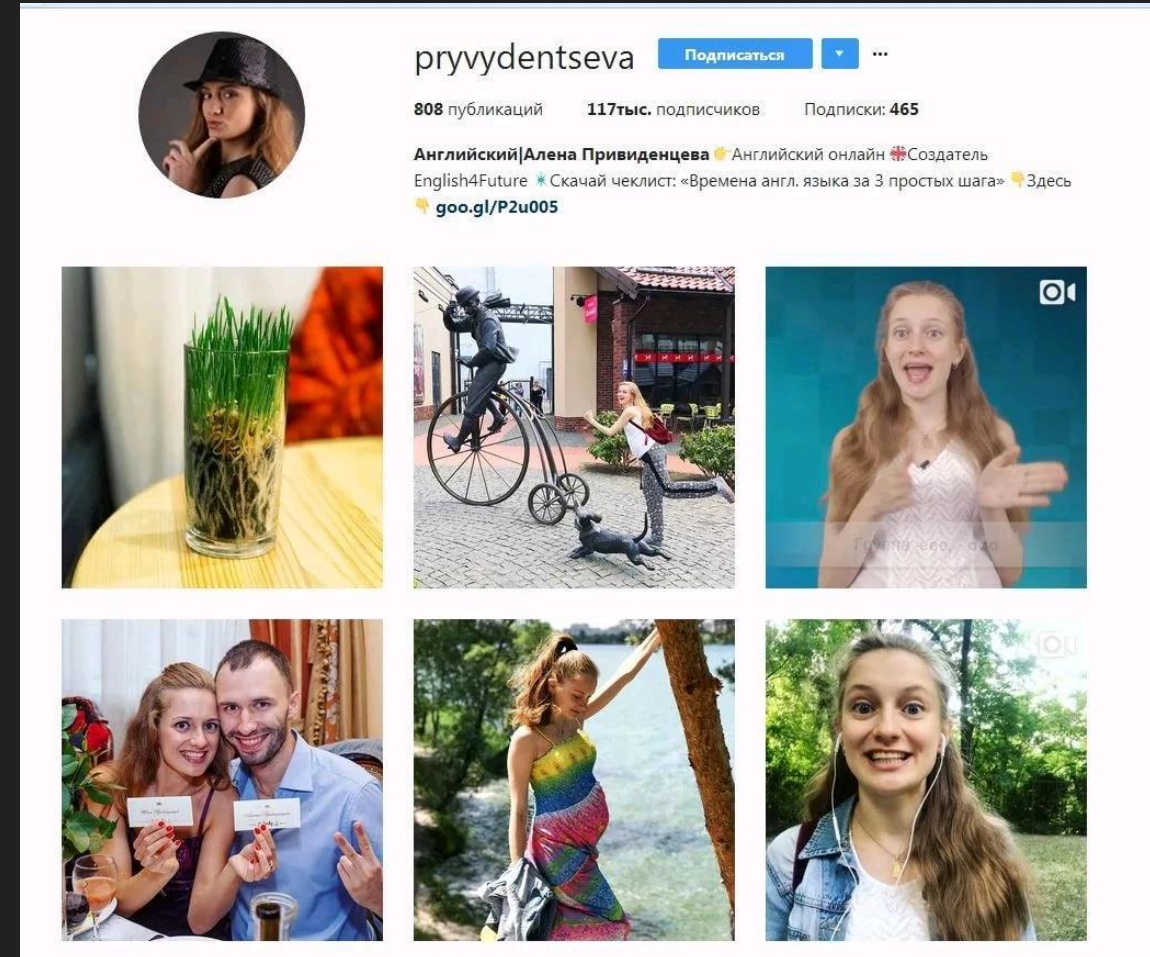 pryvydentseva Подписаться ...
808 публикаций 117тыс. подписчиков Подписки: 465
Английский|Алена Привиденцева 👉Английский онлайн 🇬🇧Создатель
English4Future ✴Скачай чеклист: «Времена англ. языка за 3 простых шага» 👇Здесь
👇 goo.gl/P2u005